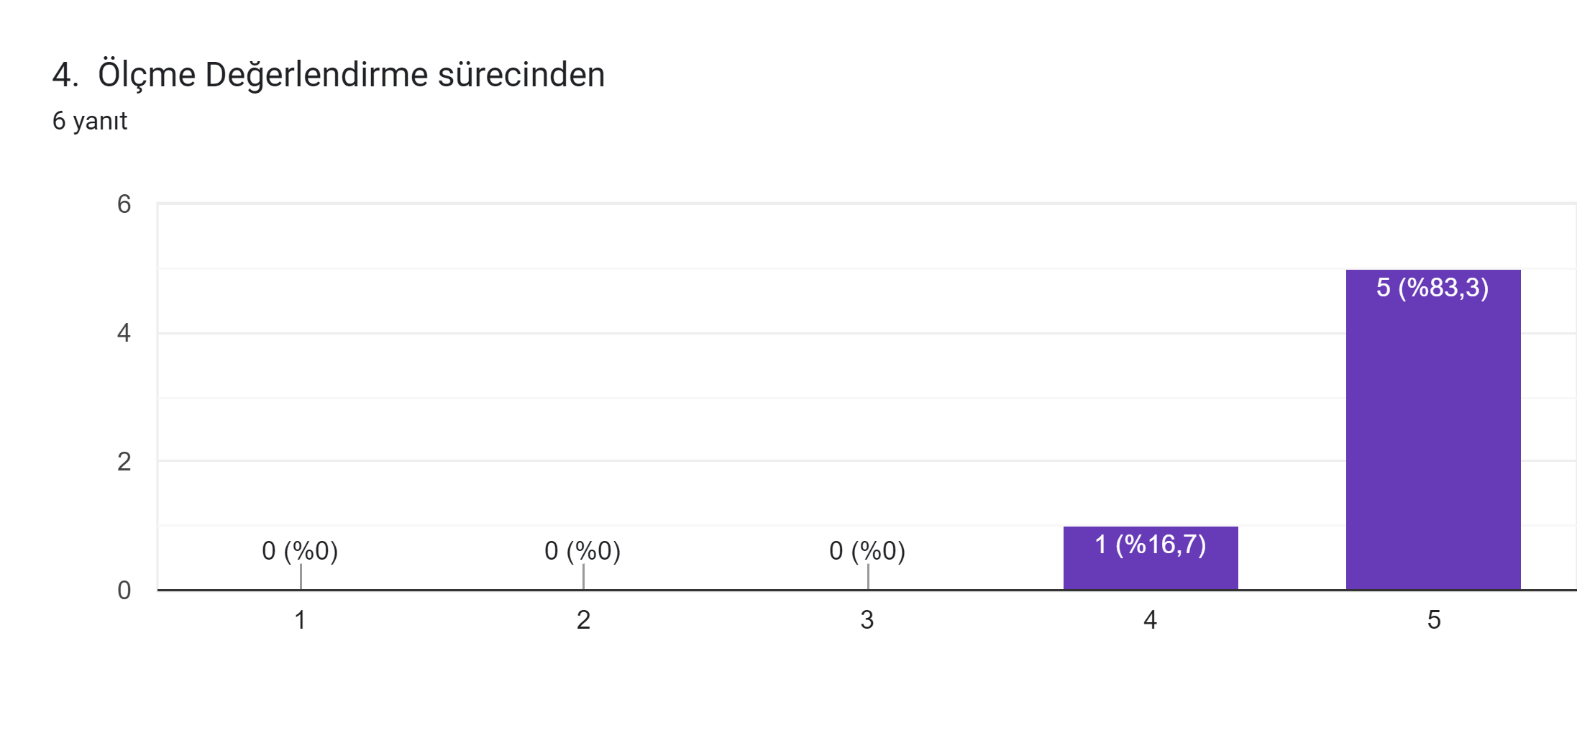 4. Ölçme Değerlendirme sürecinden
6 yanıt
6
5 (%83,3)
4
2
0 (%0) 0 (%0) 0 (%0) 1 (%16,7)
0
1 2 3 4 5